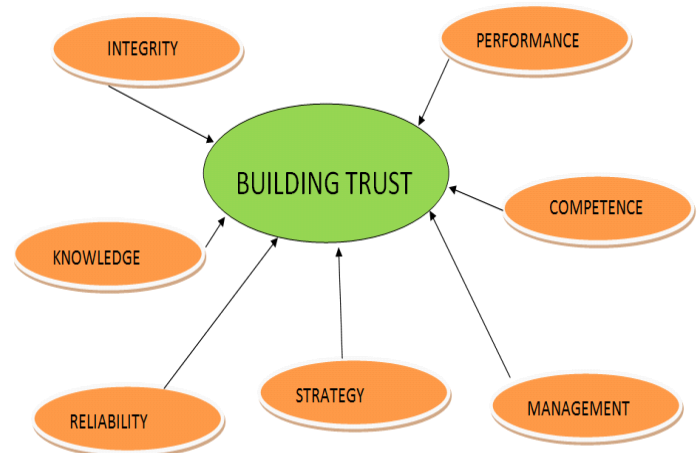 INTEGRITY
PERFORMANCE
BUILDING TRUST
COMPETENCE
KNOWLEDGE
STRATEGY
RELIABILITY
MANAGEMENT